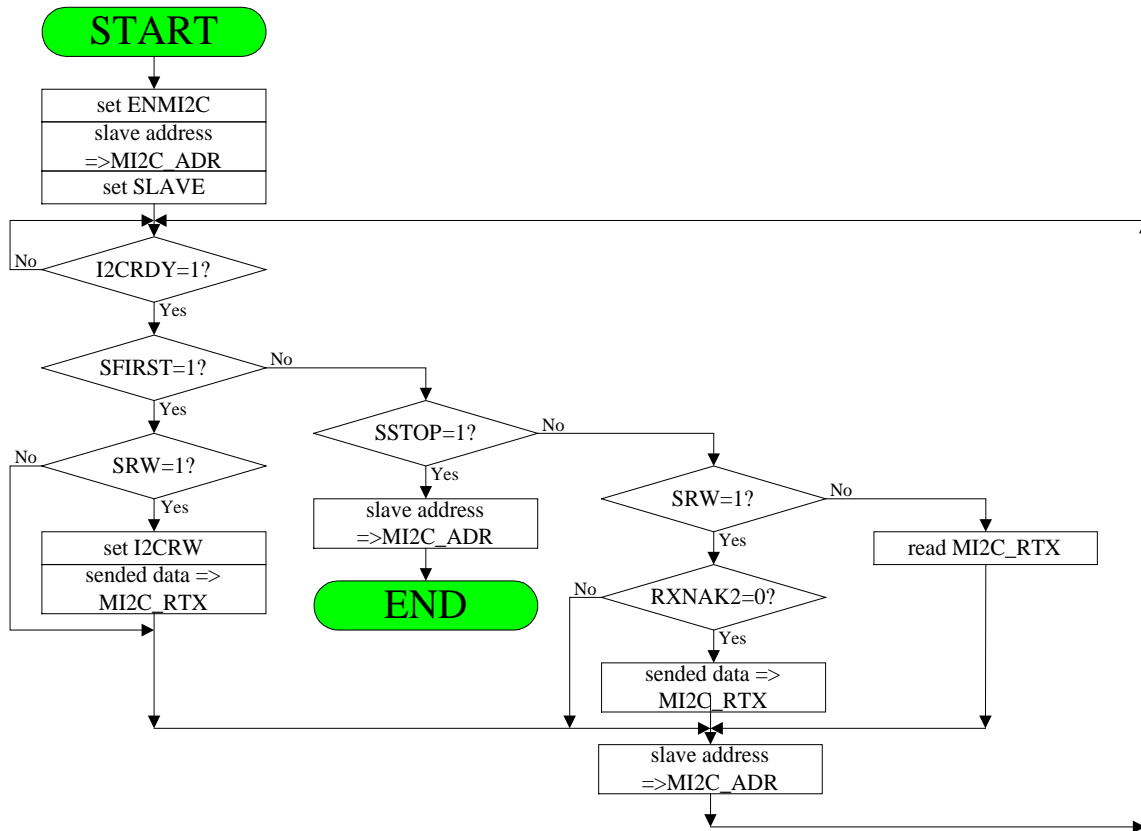 START
set ENMI2C
slave address
=>MI2C_ADR
set SLAVE
No
I2CRDY=1?
Yes
SFIRST=1?
No
Yes
No
SRW=1?
Yes
set I2CRW
sended data =>
MI2C_RTX
SSTOP=1?
No
Yes
slave address
=>MI2C_ADR
END
SRW=1?
No
Yes
read MI2C_RTX
No
RXNAK2=0?
Yes
sended data =>
MI2C_RTX
slave address
=>MI2C_ADR